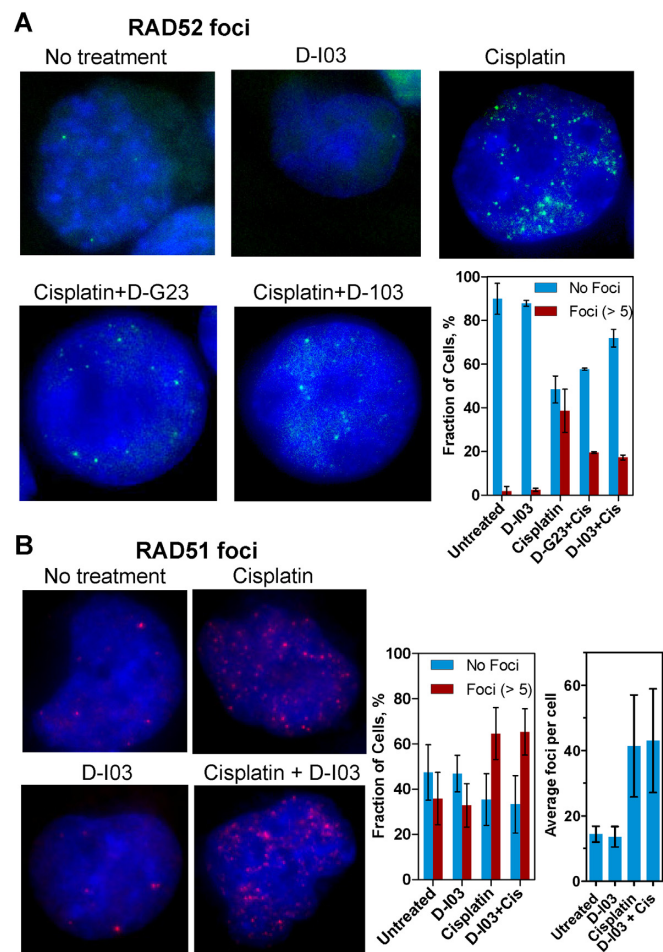 A
RAD52 foci
No treatment
D-I03
Cisplatin
Cisplatin+D-G23
Cisplatin+D-103
100
80
60
40
20
0
Fraction of Cells, %
No Foci
Foci (> 5)
Untreated
D-I03
Cisplatin
D-G23+Cis
D-I03+Cis
B
RAD51 foci
No treatment
Cisplatin
D-I03
Cisplatin + D-I03
100
80
60
40
20
0
Fraction of Cells, %
No Foci
Foci (> 5)
Untreated
D-I03
Cisplatin
D-I03+Cis
60
40
20
0
Average foci per cell
Utreated
D-I03
Cisplatin
D-I03 + Cis